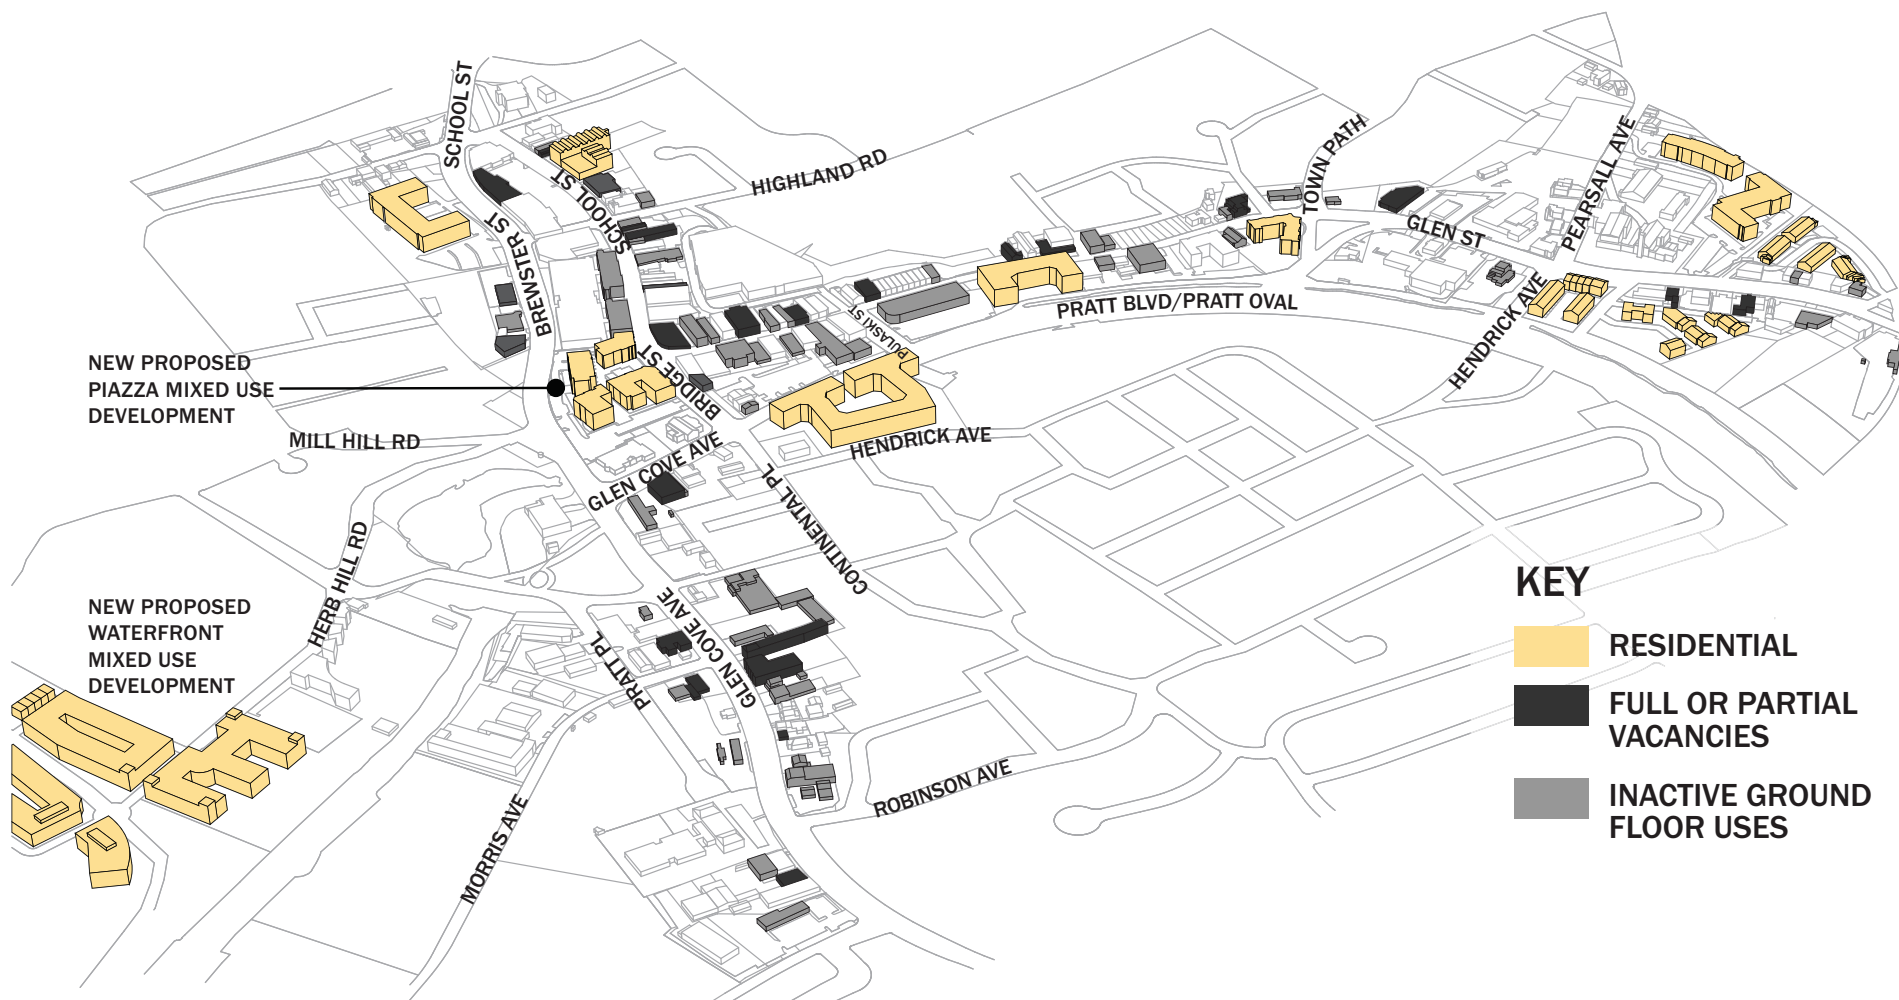 SCHOOL ST
SCHOOL ST
SCHOOL ST
BREWSTER ST
HIGHLAND RD
TOWN PATH
PEARSALL AVE
GLEN ST
HENDRICK AVE
PRATT BLVD/PRATT OVAL
PULASKI ST
BRIDGE ST
NEW PROPOSED
PIAZZA MIXED USE
DEVELOPMENT
MILL HILL RD
GLEN COVE AVE
HENDRICK AVE
CONTINENTAL PL
HERB HILL RD
NEW PROPOSED
WATERFRONT
MIXED USE
DEVELOPMENT
PRATT PL
GLEN COVE AVE
MORRIS AVE
ROBINSON AVE
KEY
RESIDENTIAL
FULL OR PARTIAL
VACANCIES
INACTIVE GROUND
FLOOR USES